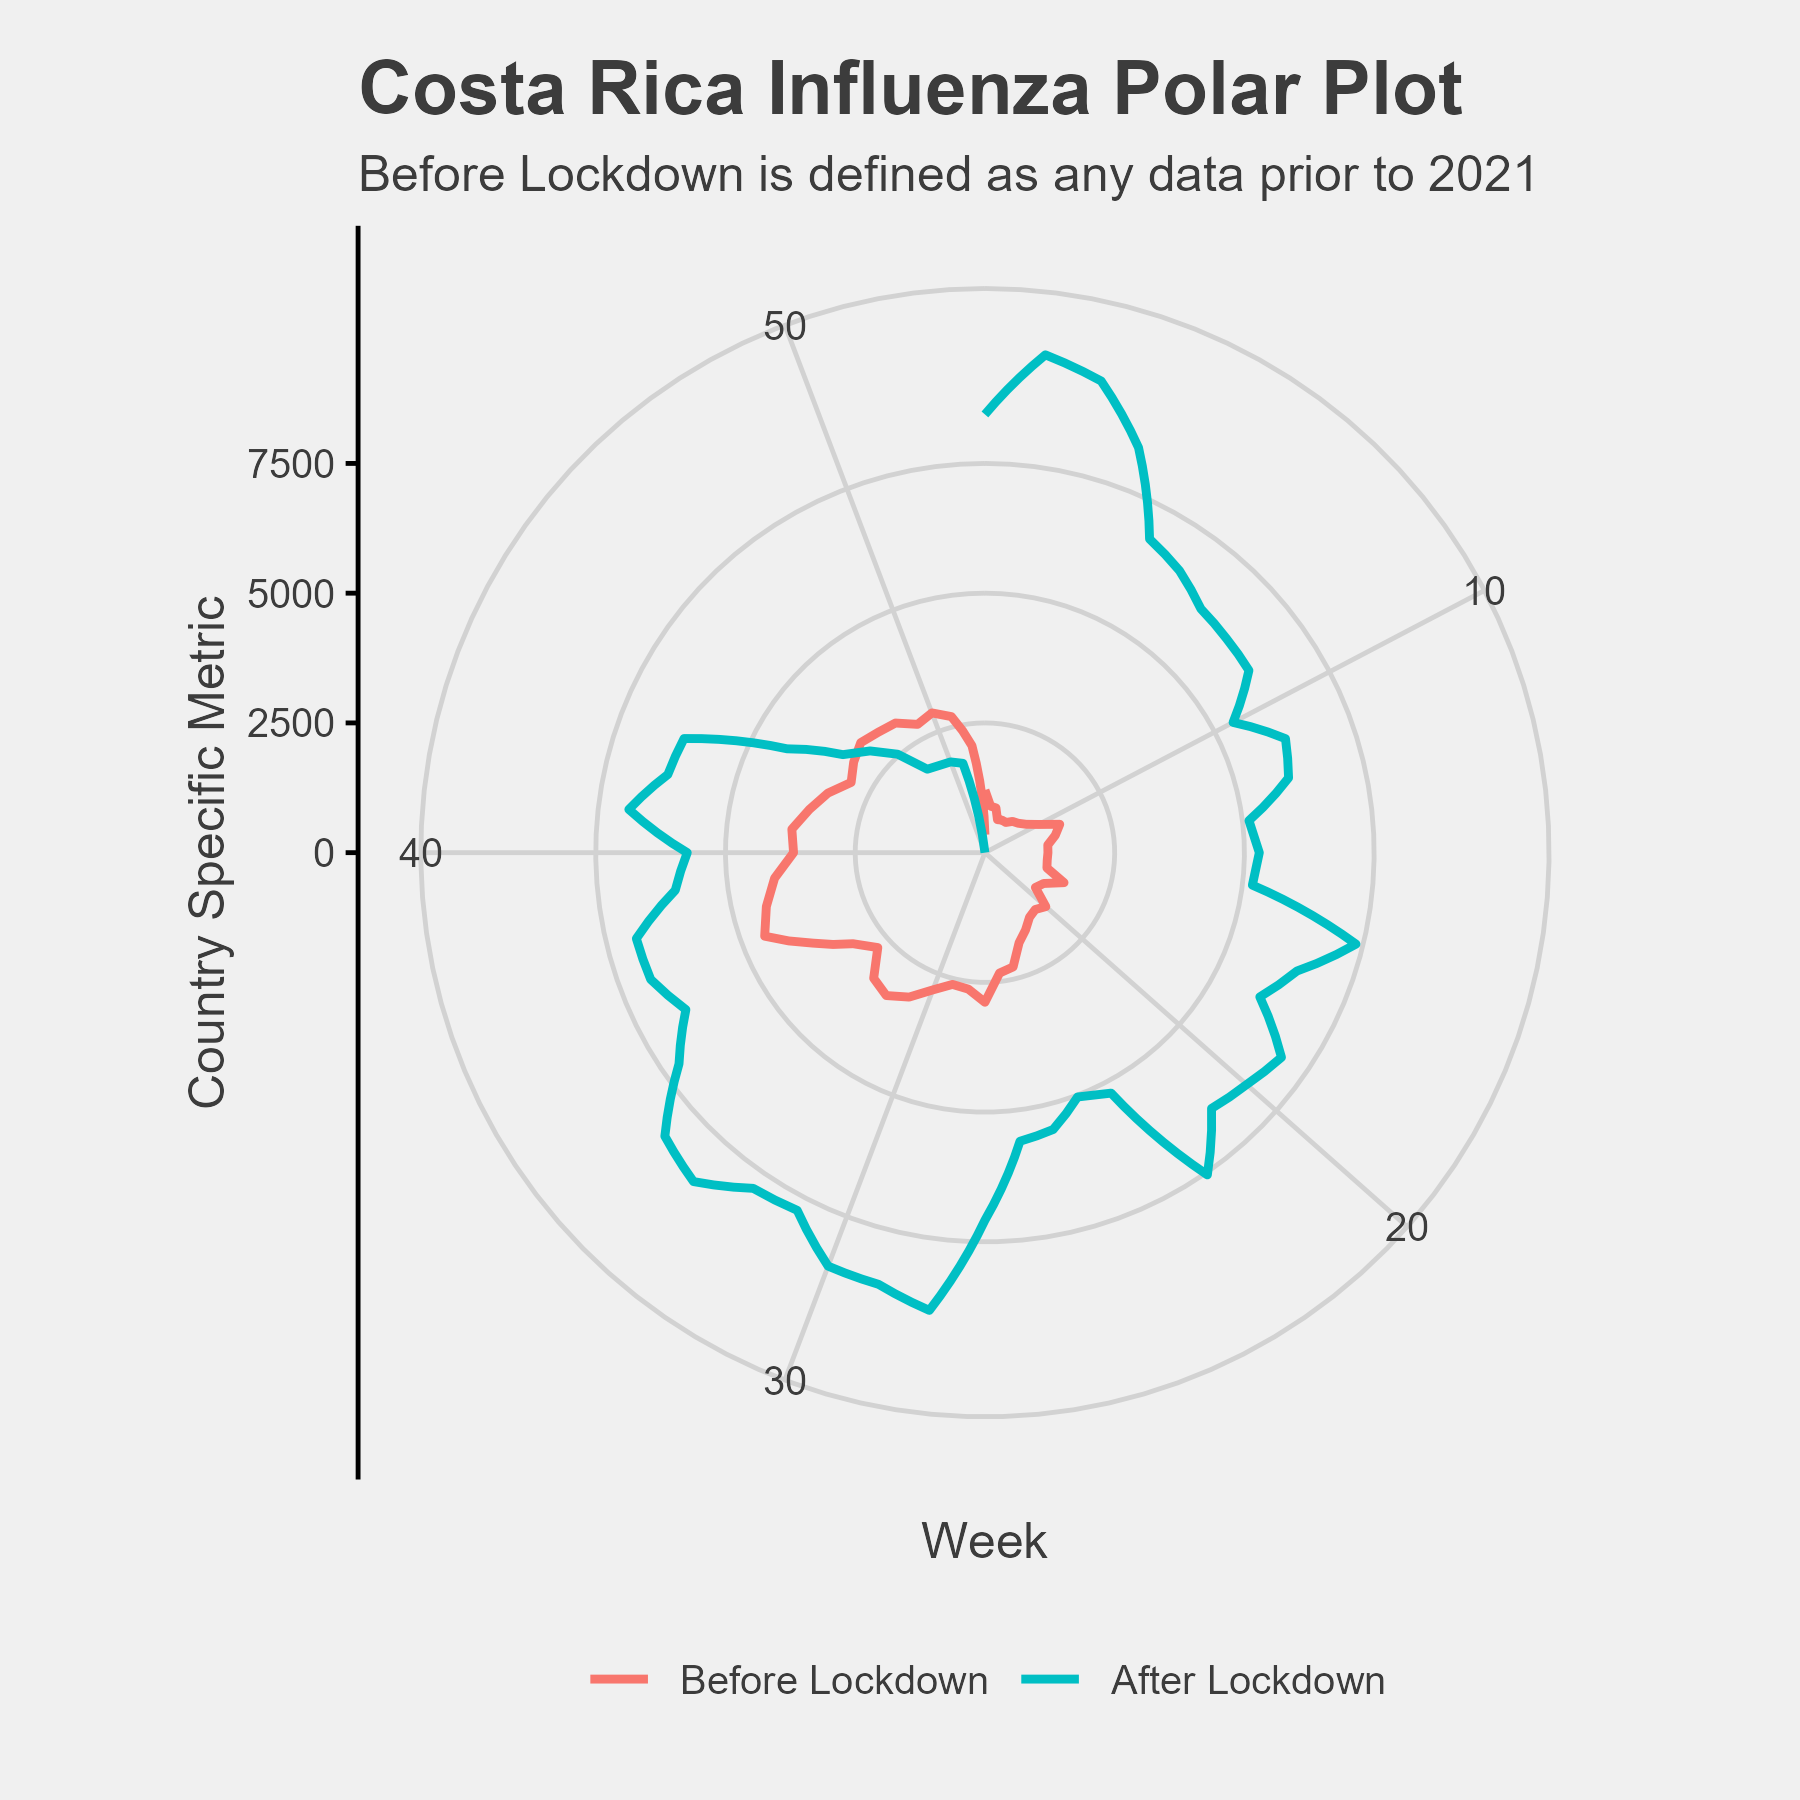 Costa Rica Influenza Polar Plot
Before Lockdown is defined as any data prior to 2021
50
10
7500
5000
2500
0
40
20
30
Country Specific Metric
Week
Before Lockdown
After Lockdown